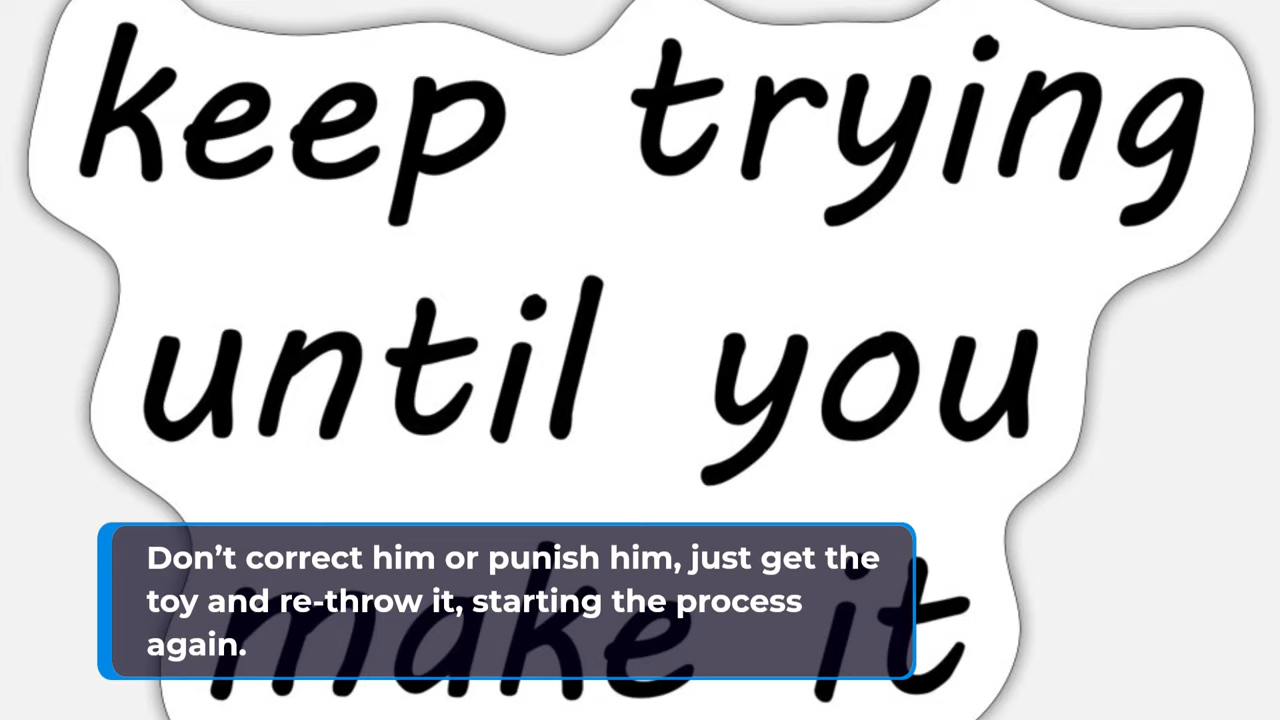 keep trying
until you
make it
Don't correct him or punish him, just get the
toy and re-throw it, starting the process
again.